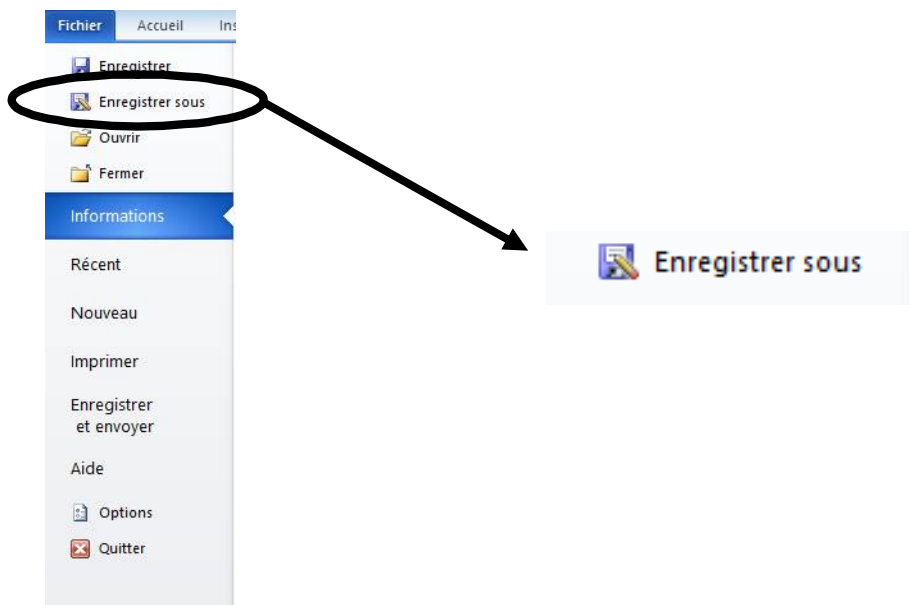 Fichier Accueil Ins
Enregistrer
Enregistrer sous
Ouvrir
Fermer
Informations
Récent
Nouveau
Imprimer
Enregistrer
et envoyer
Aide
Options
Quitter
Enregistrer sous